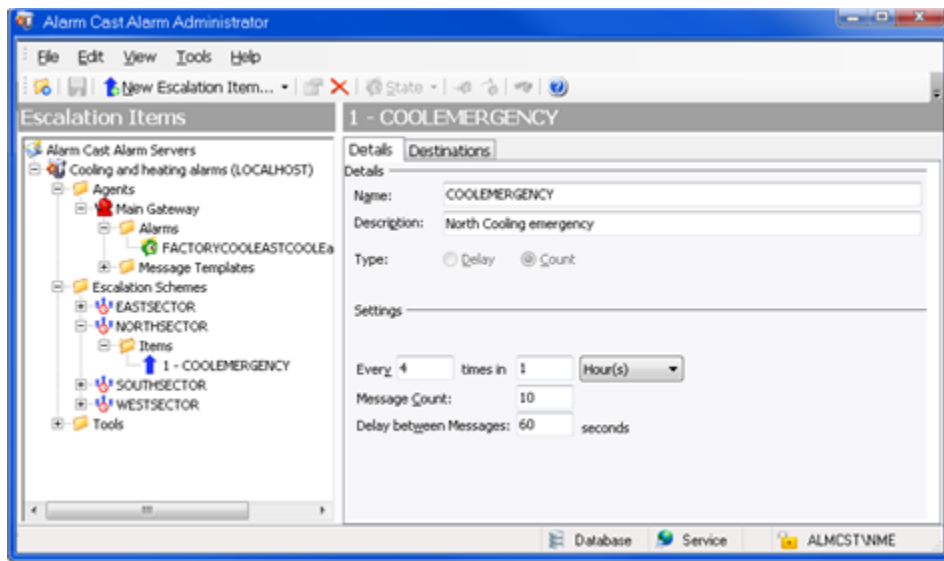 Alarm Cast Alarm Administrator
File Edit View Tools Help
New Escalation Item... State
Escalation Items
1 - COOLEMERGENCY
Alarm Cast Alarm Servers
Cooling and heating alarms (LOCALHOST)
Agents
Main Gateway
Alarms
FACTORYCOOLEASTCOOLEa
Message Templates
Escalation Schemes
EASTSECTOR
NORTHSECTOR
Items
1 - COOLEMERGENCY
SOUTHSECTOR
WESTSECTOR
Tools
Details Destinations
Details
Name: COOLEMERGENCY
Description: North Cooling emergency
Type: Delay Count
Settings
Every 4 times in 1 Hour(s)
Message Count: 10
Delay between Messages: 60 seconds
Database Service ALMCST\NME